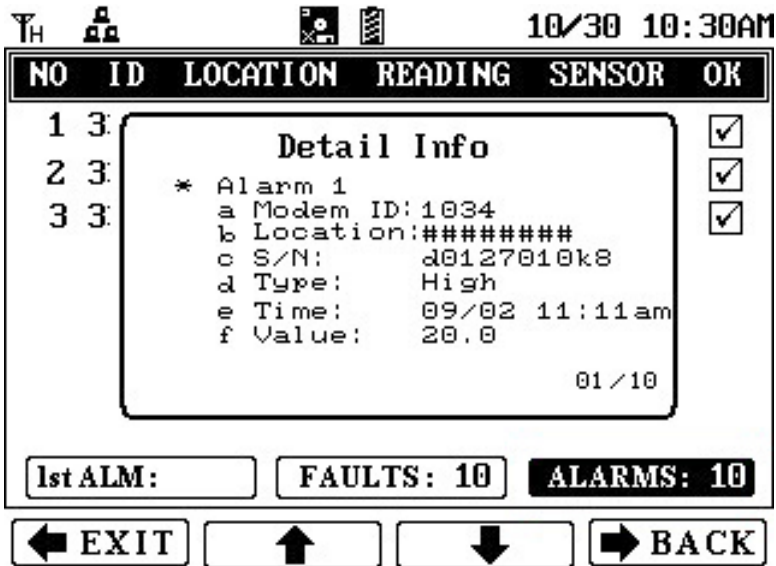 TH 10/30 10:30AM
NO ID LOCATION READING SENSOR OK
1 3
2 3
3 3
Detail Info
* Alarm 1
a Modem ID:1034
b Location:########
c S/N: d0127010k8
d Type: High
e Time: 09/02 11:11am
f Value: 20.0
01/10
1st ALM: FAULTS: 10 ALARMS: 10
EXIT BACK